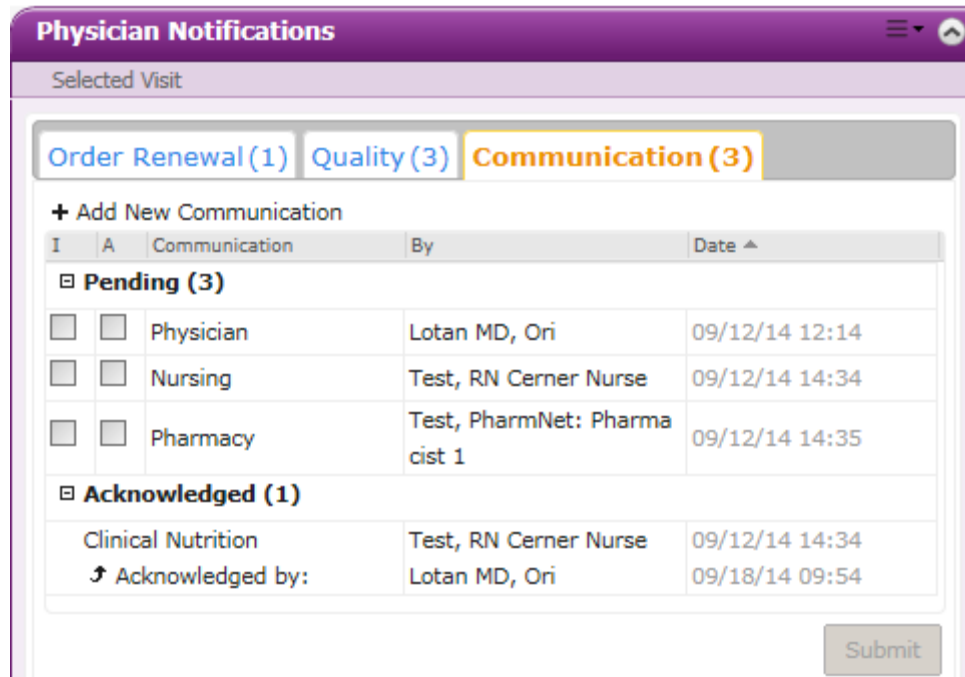 Physician Notifications
Selected Visit
Order Renewal (1) Quality (3) Communication (3)
+ Add New Communication
I A Communication By Date
Pending (3)
Physician Lotan MD, Ori 09/12/14 12:14
Nursing Test, RN Cerner Nurse 09/12/14 14:34
Pharmacy Test, PharmNet: Pharma
cist 1 09/12/14 14:35
Acknowledged (1)
Clinical Nutrition Test, RN Cerner Nurse 09/12/14 14:34
Acknowledged by: Lotan MD, Ori 09/18/14 09:54
Submit